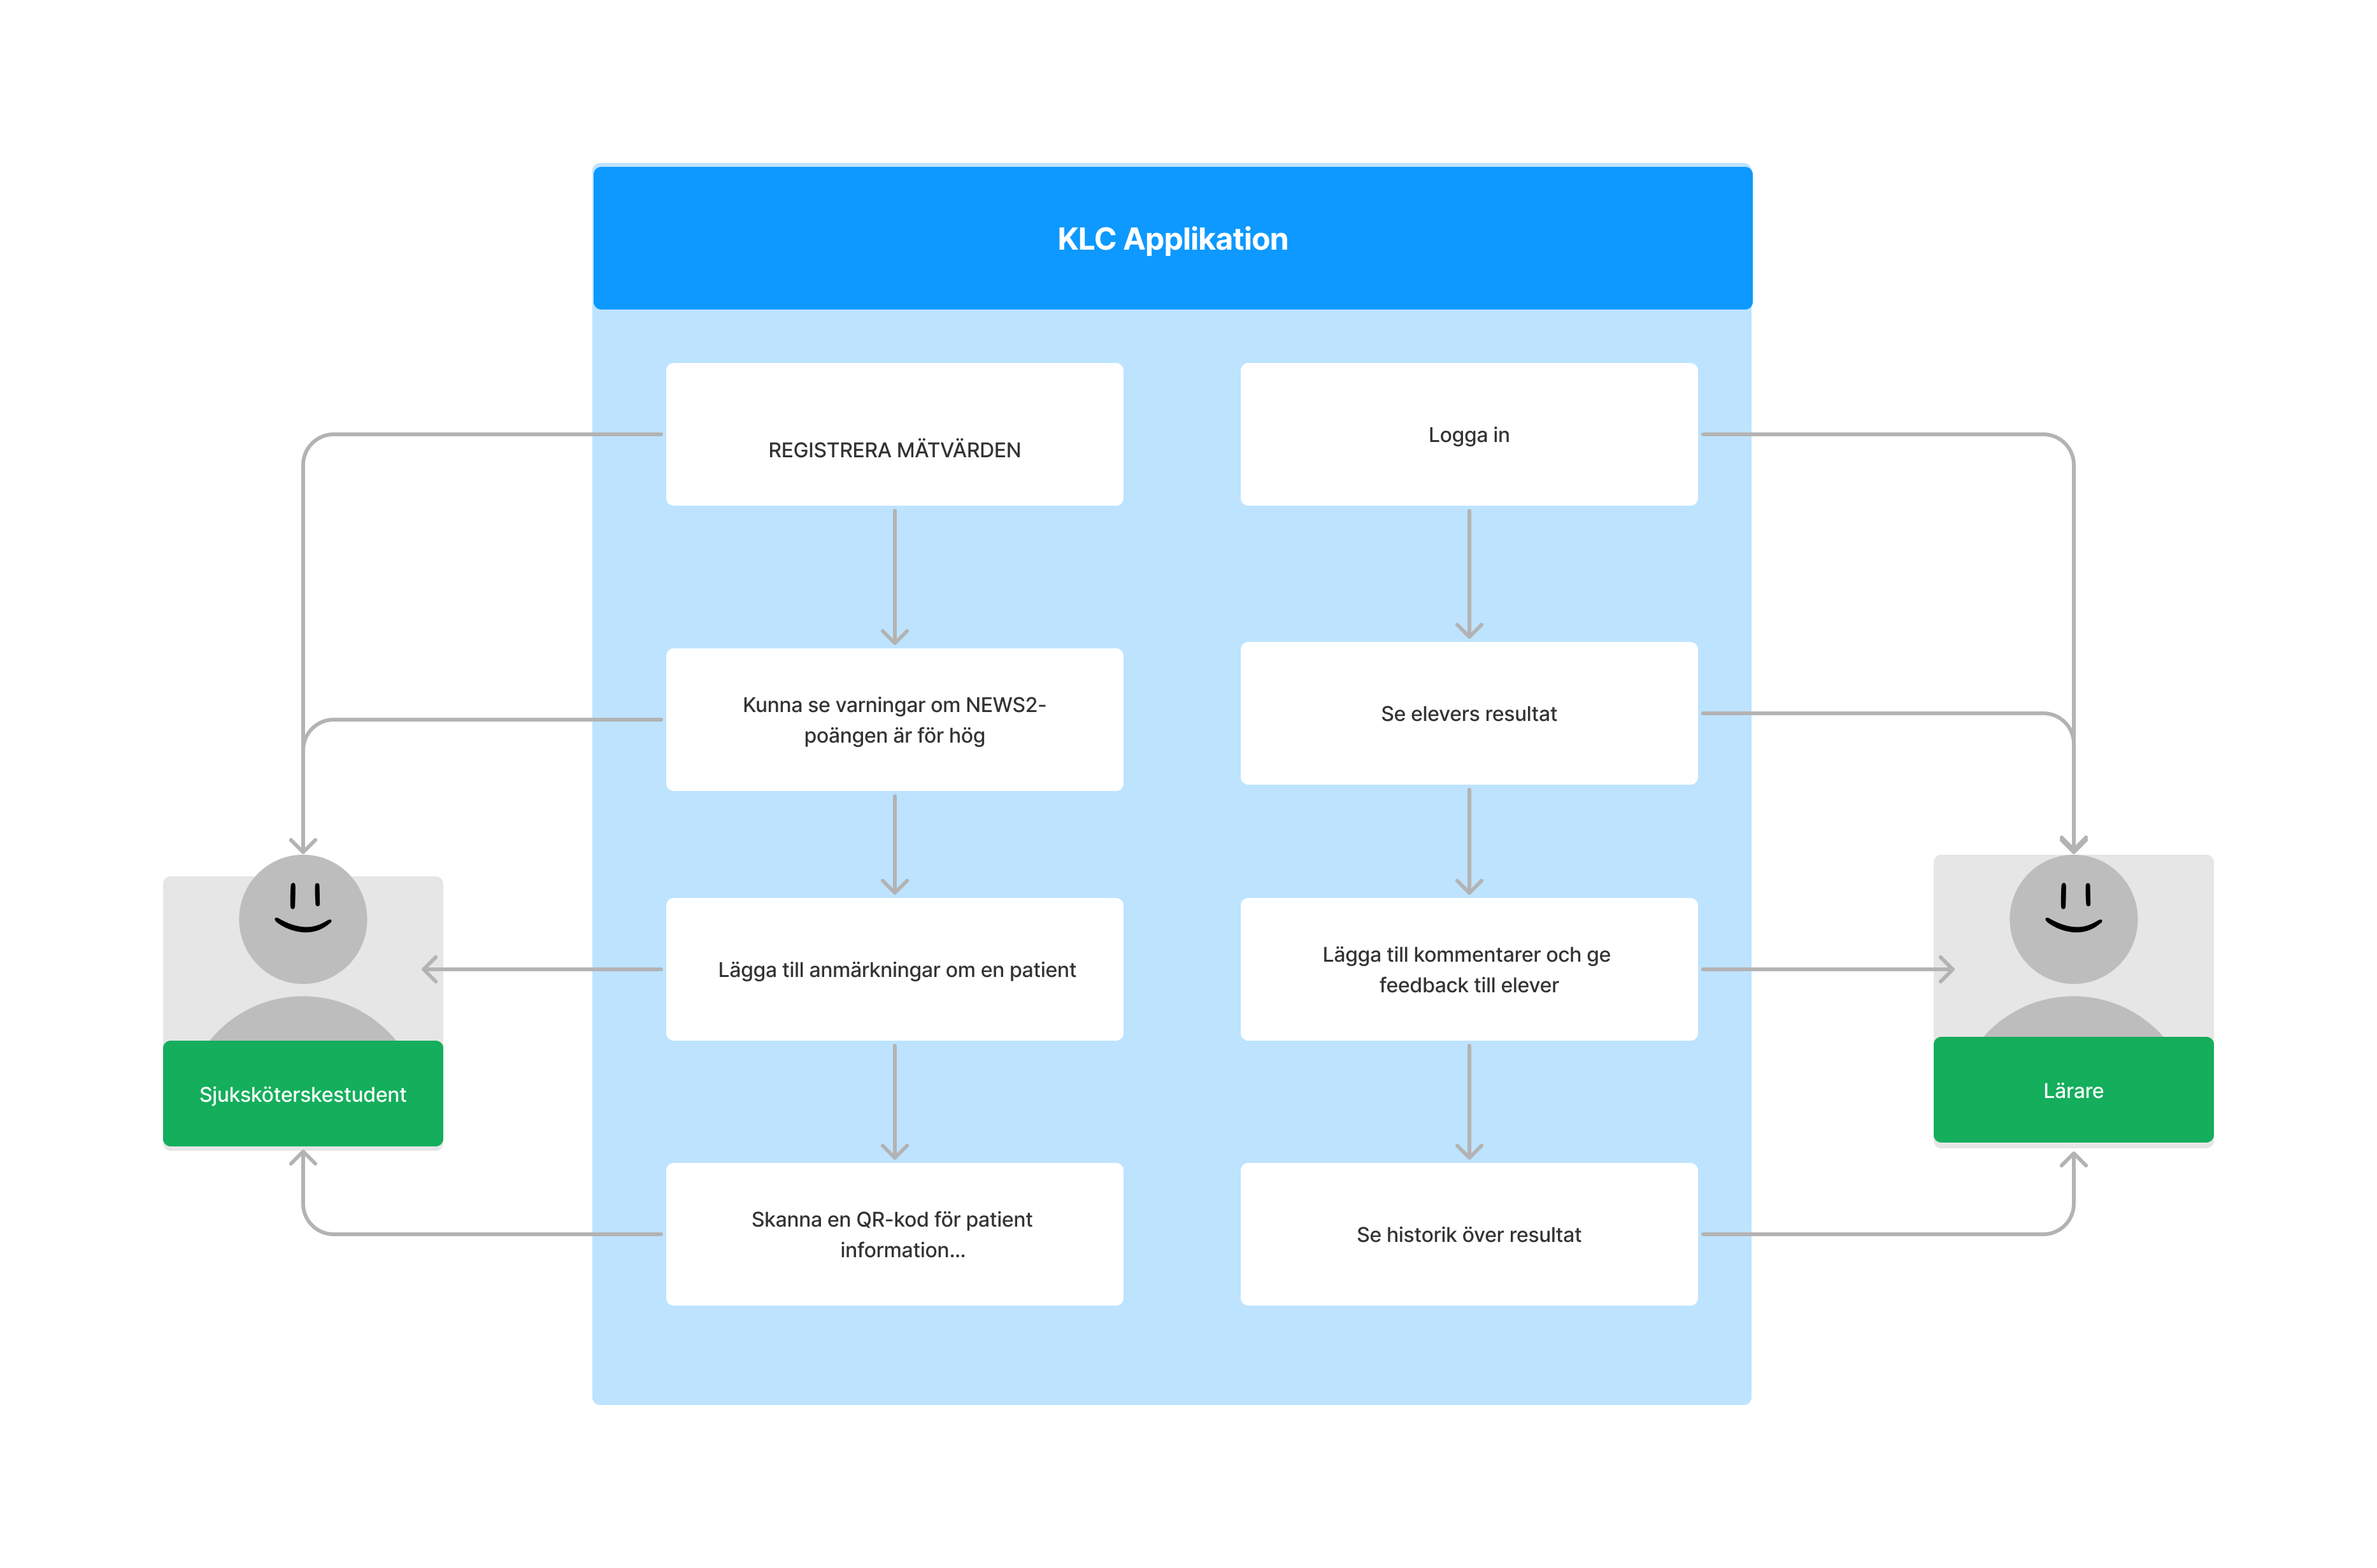 KLC Applikation
REGISTRERA MÄTVÄRDEN
Logga in
Kunna se varningar om NEWS2-
poängen är för hög
Se elevers resultat
Lägga till anmärkningar om en patient
Lägga till kommentarer och ge
feedback till elever
Sjuksköterskestudent
Lärare
Skanna en QR-kod för patient
information...
Se historik över resultat